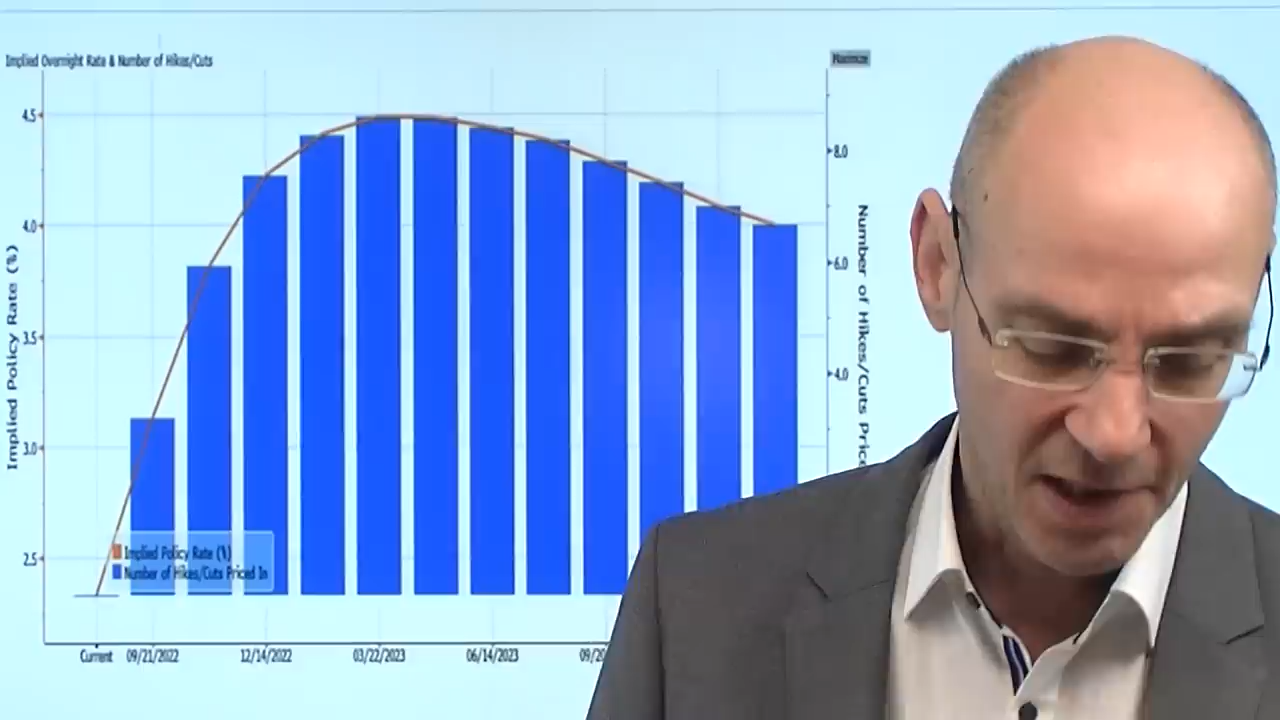 Implied Overnight Rate & Number of Hikes/Cuts
4.5
4.0
3.5
3.0
2.5
8.0
6.0
4.0
Implied Policy Rate (%)
Number of Hikes/Cuts
Implied Policy Rate (%)
Number of Hikes/Cuts Priced In
Current 09/21/2022 12/14/2022 03/22/2023 06/14/2023